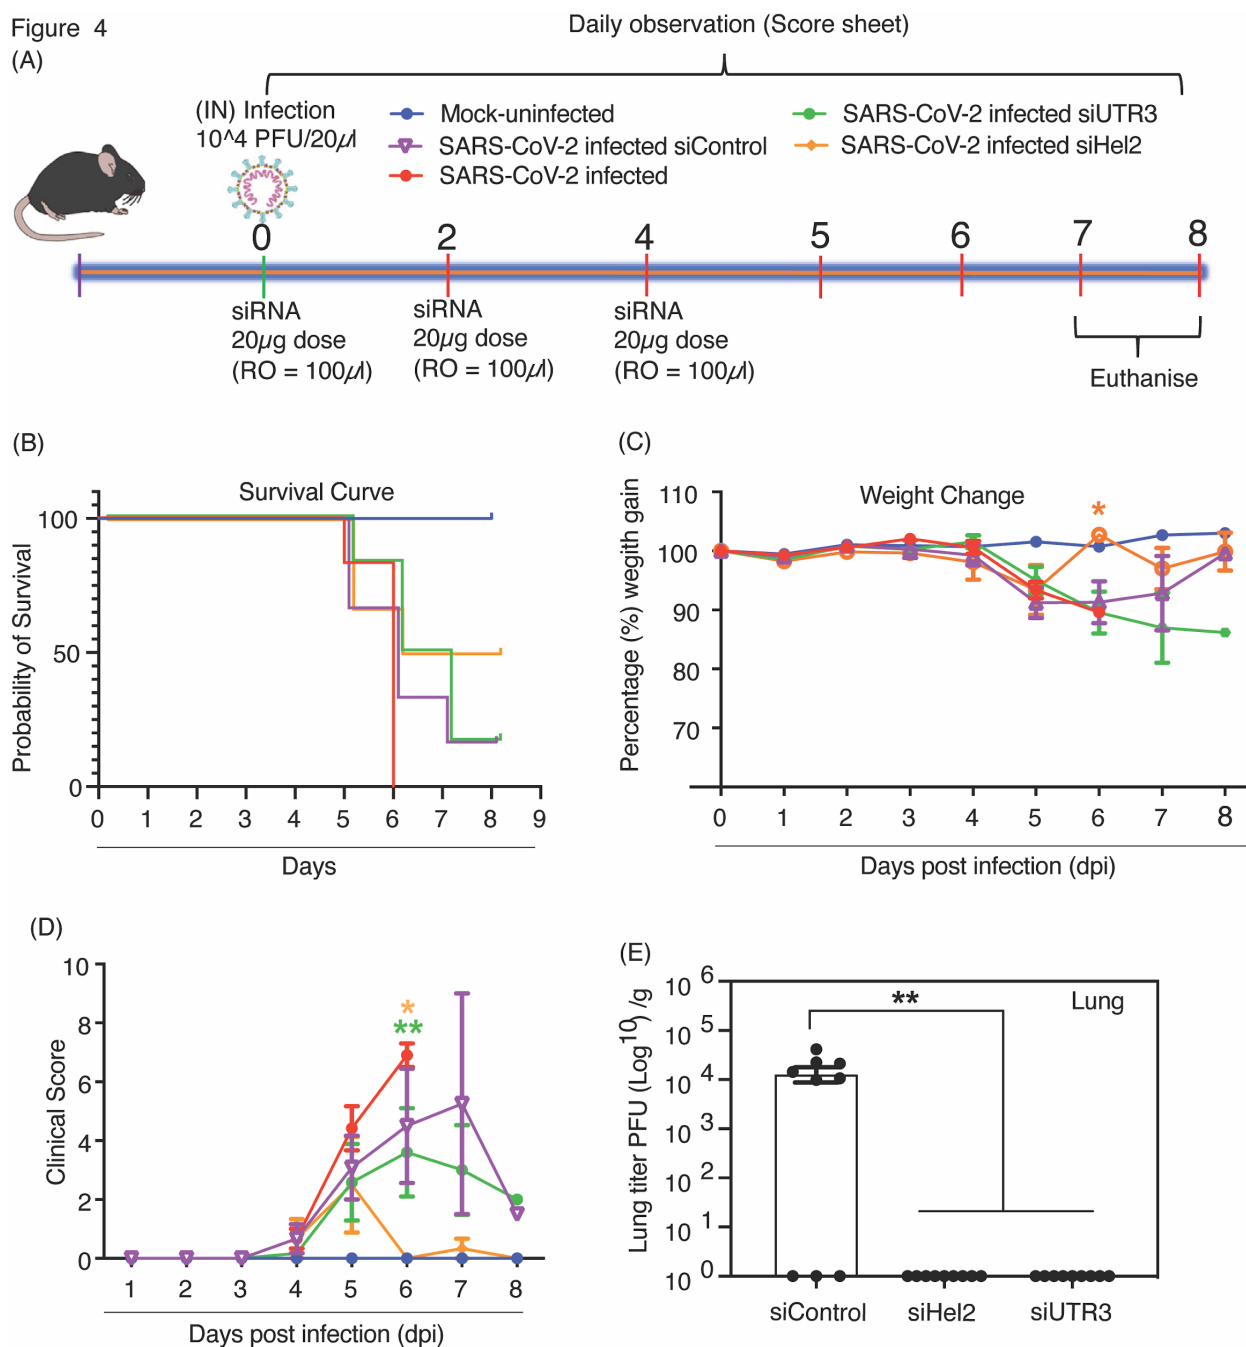 Figure 4
(A)
Daily observation (Score sheet)
(IN) Infection
10^4 PFU/20µl
Mock-uninfected
SARS-CoV-2 infected siControl
SARS-CoV-2 infected
SARS-CoV-2 infected siUTR3
SARS-CoV-2 infected siHel2
0 2 4 5 6 7 8
siRNA
20µg dose
(RO = 100µl)
siRNA
20µg dose
(RO = 100µl)
siRNA
20µg dose
(RO = 100µl)
Euthanise
(B)
Survival Curve
Probability of Survival
100
50
0
0 1 2 3 4 5 6 7 8 9
Days
(C)
Weight Change
Percentage (%) wegith gain
110
100
90
80
70
*
0 1 2 3 4 5 6 7 8
Days post infection (dpi)
(D)
Clinical Score
10
8
6
4
2
0
*
**
1 2 3 4 5 6 7 8
Days post infection (dpi)
(E)
Lung titer PFU (Log10) /g
10 6
10 5
10 4
10 3
10 2
10 1
10 0
**
Lung
siControl siHel2 siUTR3